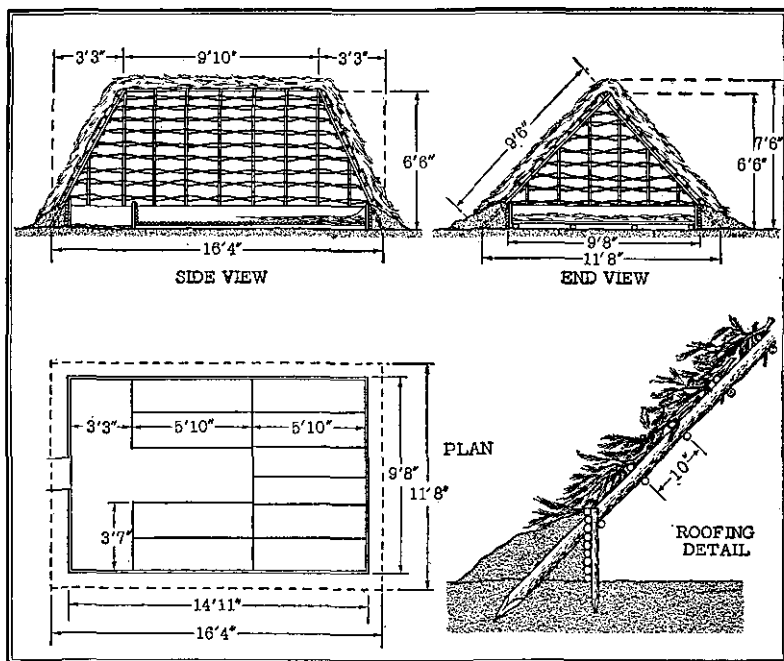 3'3" 9'10" 3'3"
6'6"
16'4"
SIDE VIEW
9'6"
7'6"
6'6"
9'8"
11'8"
END VIEW
3'3" 5'10" 5'10"
3'7"
9'8"
11'8"
14'11"
16'4"
PLAN
10"
ROOFING
DETAIL